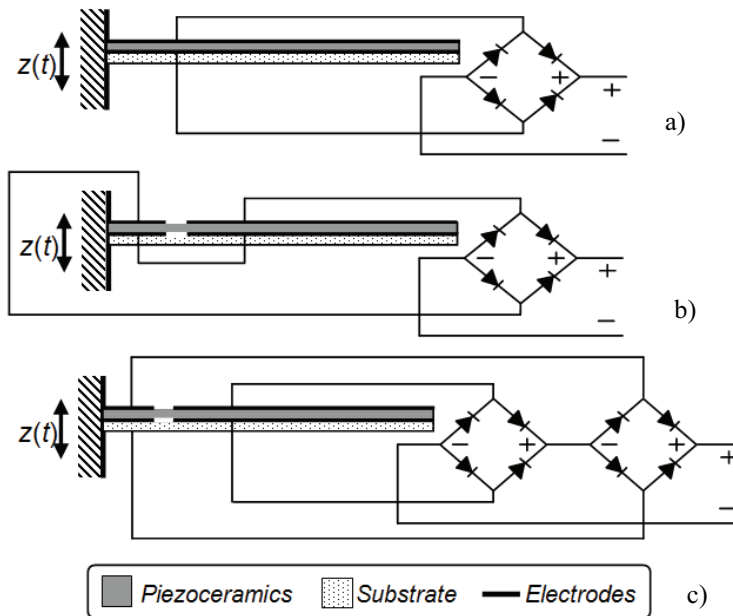 z(t)
− +
+
−
a)
z(t)
− +
+
−
b)
z(t)
− + − +
+
−
Piezoceramics Substrate Electrodes
c)